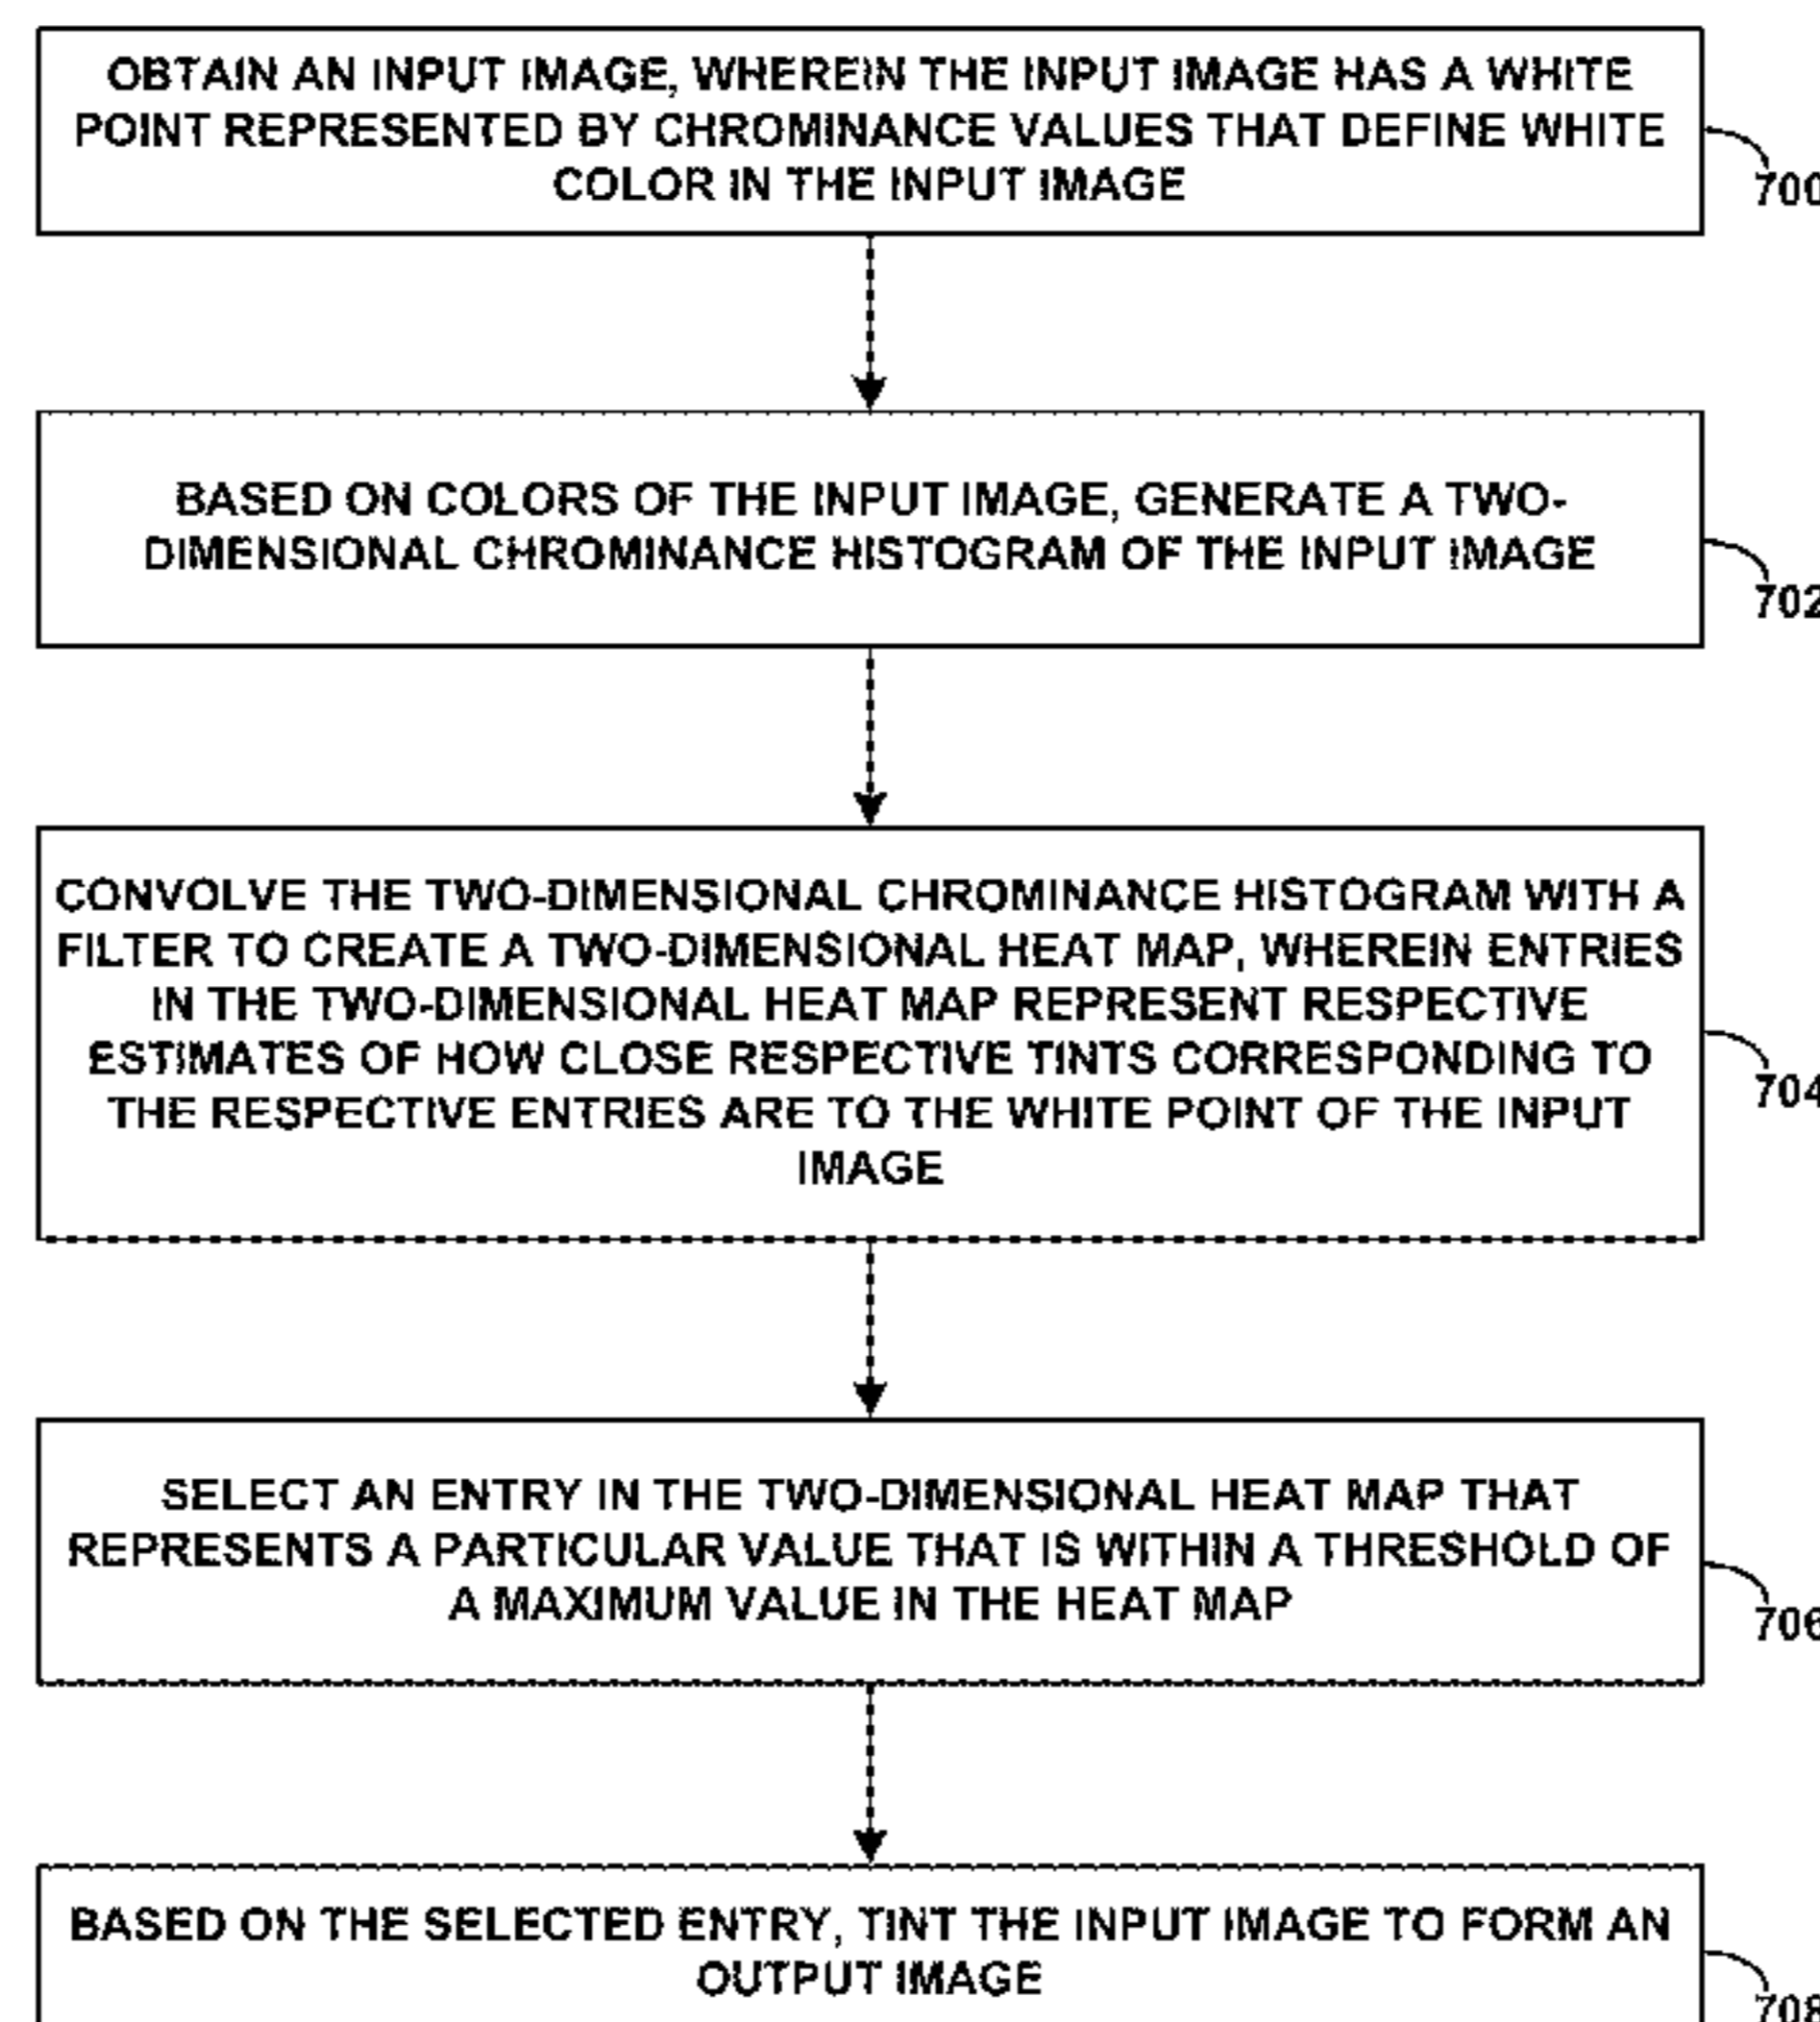 OBTAIN AN INPUT IMAGE, WHEREIN THE INPUT IMAGE HAS A WHITE
POINT REPRESENTED BY CHROMINANCE VALUES THAT DEFINE WHITE
COLOR IN THE INPUT IMAGE
700
BASED ON COLORS OF THE INPUT IMAGE, GENERATE A TWO-
DIMENSIONAL CHROMINANCE HISTOGRAM OF THE INPUT IMAGE
702
CONVOLVE THE TWO-DIMENSIONAL CHROMINANCE HISTOGRAM WITH A
FILTER TO CREATE A TWO-DIMENSIONAL HEAT MAP, WHEREIN ENTRIES
IN THE TWO-DIMENSIONAL HEAT MAP REPRESENT RESPECTIVE
ESTIMATES OF HOW CLOSE RESPECTIVE TINTS CORRESPONDING TO
THE RESPECTIVE ENTRIES ARE TO THE WHITE POINT OF THE INPUT
IMAGE
704
SELECT AN ENTRY IN THE TWO-DIMENSIONAL HEAT MAP THAT
REPRESENTS A PARTICULAR VALUE THAT IS WITHIN A THRESHOLD OF
A MAXIMUM VALUE IN THE HEAT MAP
706
BASED ON THE SELECTED ENTRY, TINT THE INPUT IMAGE TO FORM AN
OUTPUT IMAGE
708